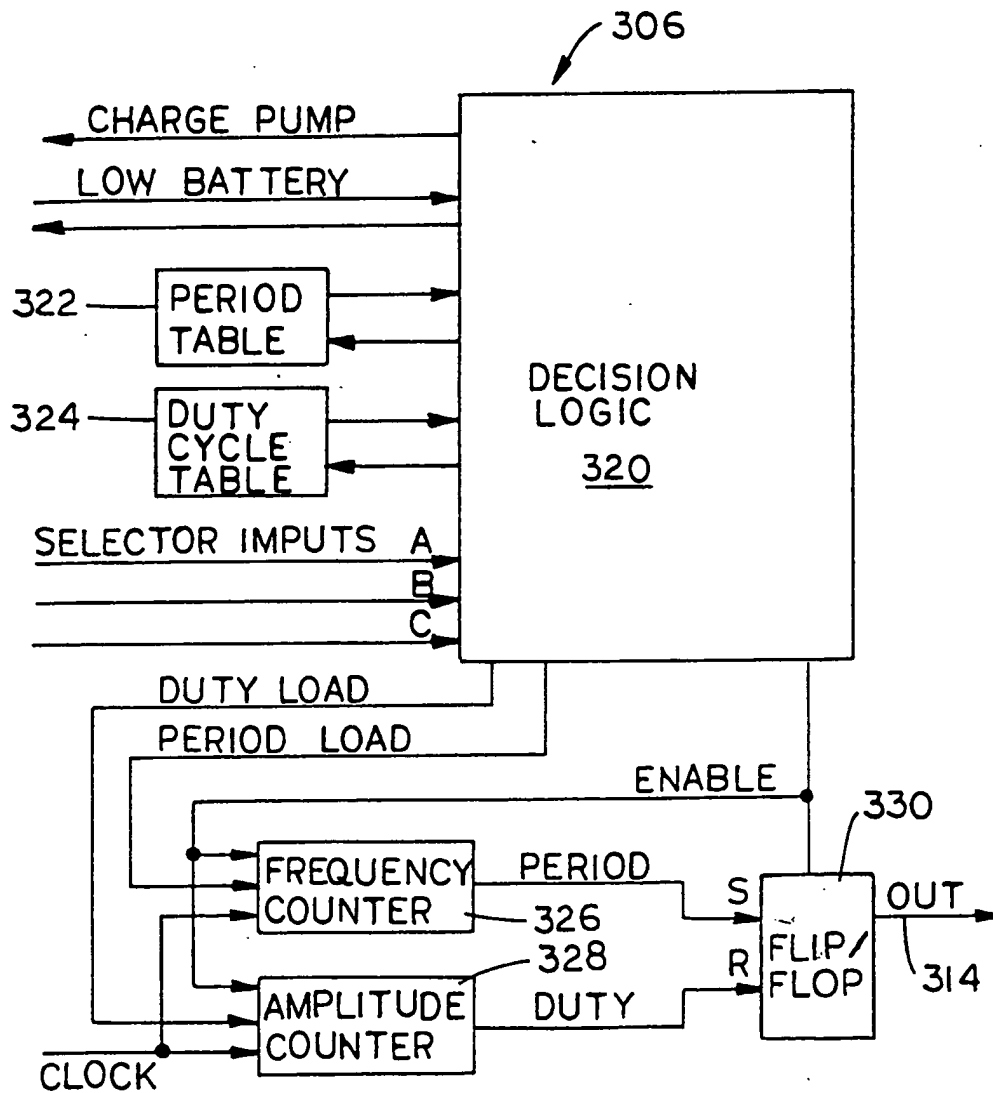 306
CHARGE PUMP
LOW BATTERY
322
PERIOD
TABLE
324
DUTY
CYCLE
TABLE
DECISION
LOGIC
320
SELECTOR IMPUTS A
B
C
DUTY LOAD
PERIOD LOAD
ENABLE
330
FREQUENCY
COUNTER
326
PERIOD
S
OUT
FLIP/
FLOP
R
314
328
AMPLITUDE
COUNTER
DUTY
CLOCK